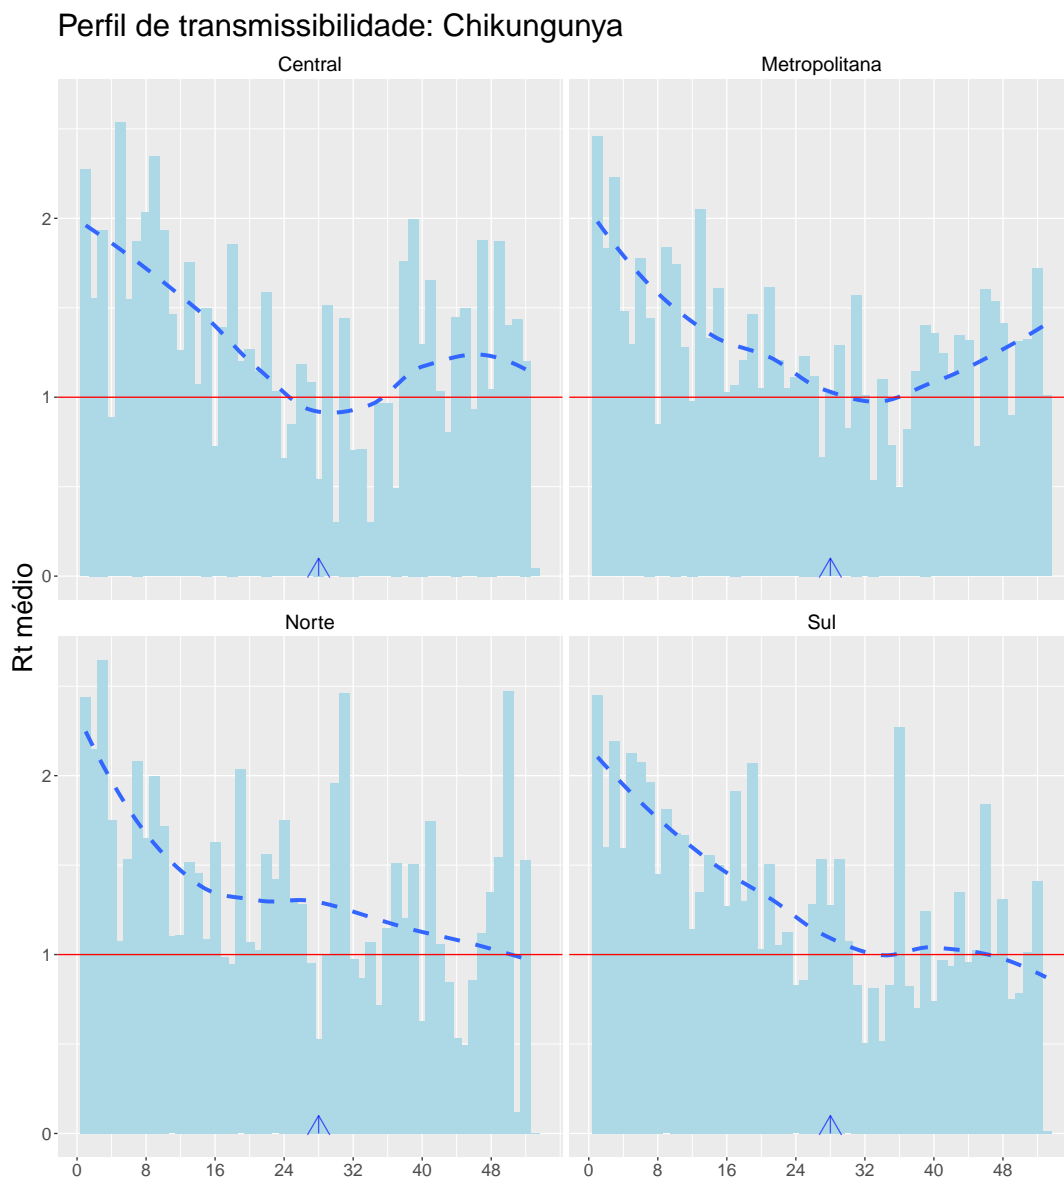 Perfil de transmissibilidade: Chikungunya
Central
Metropolitana
2
1
0
Rt médio
Norte
Sul
2
1
0
0 8 16 24 32 40 48
0 8 16 24 32 40 48